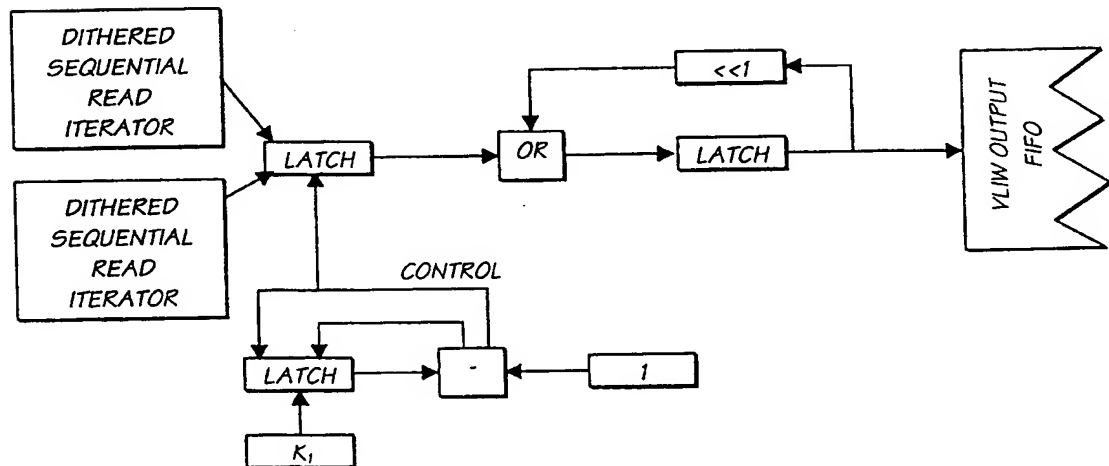 DITHERED
SEQUENTIAL
READ
ITERATOR
DITHERED
SEQUENTIAL
READ
ITERATOR
LATCH
<<1
OR
LATCH
VLIW OUTPUT
FIFO
CONTROL
LATCH
-
1
K₁